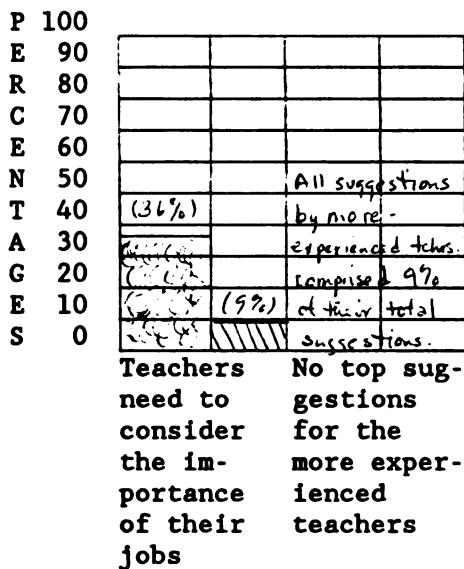 P 100
E 90
R 80
C 70
E 60
N 50 All suggestions
T 40 (36%) by more-
A 30 experienced tchrs.
G 20 comprised 9%
E 10 (9%) of their total
S 0 suggestions.
Teachers No top sug-
need to gestions
consider for the
the im- more exper-
portance ienced
of their teachers
jobs